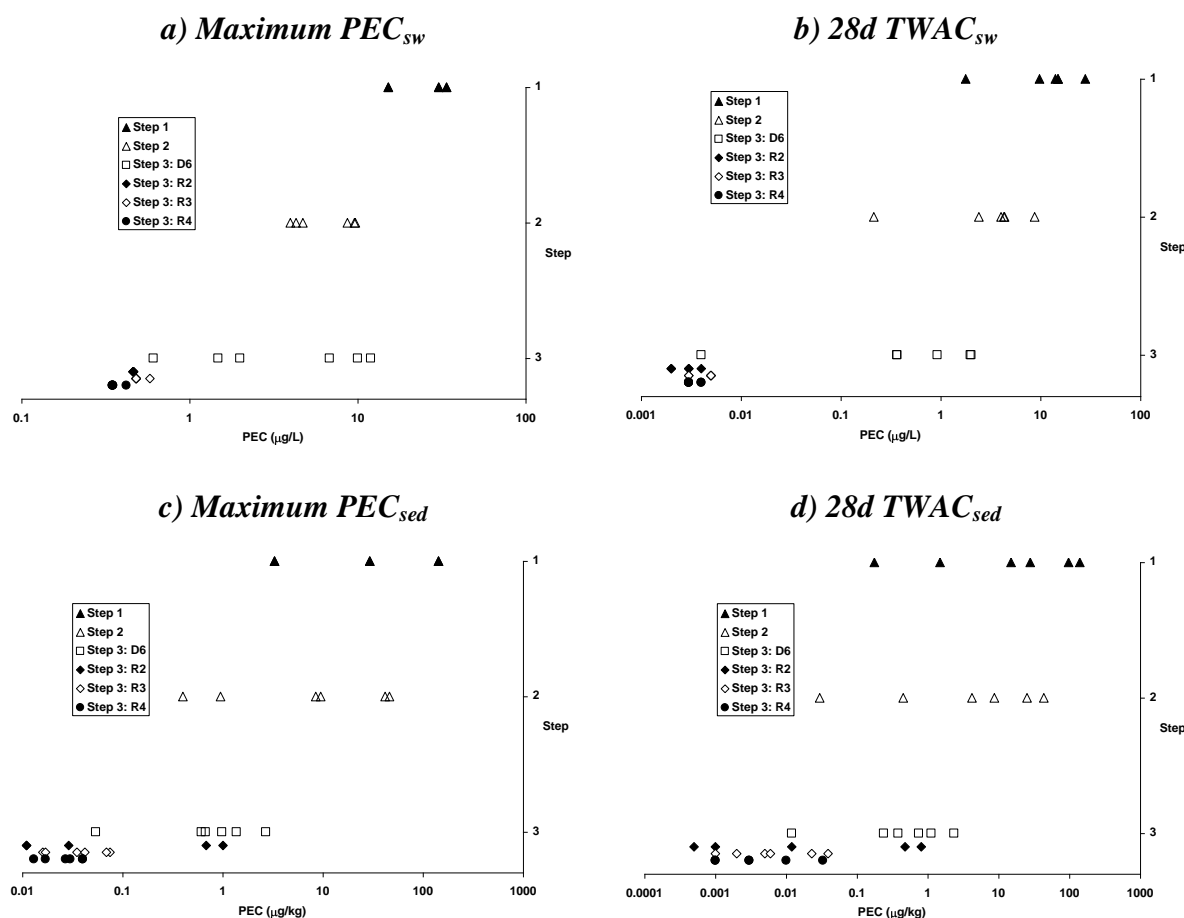 a) Maximum PECsw
1
Step 1
Step 2
Step 3: D6
Step 3: R2
Step 3: R3
Step 3: R4
2
Step
3
0.1 1 10 100
PEC (µg/L)
b) 28d TWACsw
1
Step 1
Step 2
Step 3: D6
Step 3: R2
Step 3: R3
Step 3: R4
2
Step
3
0.001 0.01 0.1 1 10 100
PEC (µg/L)
c) Maximum PECsed
1
Step 1
Step 2
Step 3: D6
Step 3: R2
Step 3: R3
Step 3: R4
2
Step
3
0.01 0.1 1 10 100 1000
PEC (µg/kg)
d) 28d TWACsed
1
Step 1
Step 2
Step 3: D6
Step 3: R2
Step 3: R3
Step 3: R4
2
Step
3
0.0001 0.001 0.01 0.1 1 10 100 1000
PEC (µg/kg)